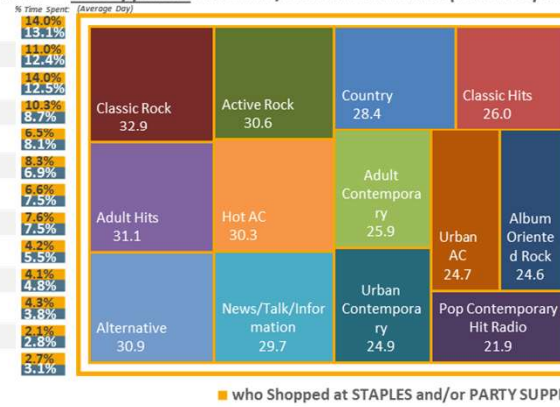 % Time Spent: (Average Day)
14.0%
13.1%
11.0%
12.4%
14.0%
12.5%
10.3%
8.7%
6.5%
8.1%
8.3%
6.9%
6.6%
7.5%
7.6%
7.5%
4.2%
5.5%
4.1%
4.8%
4.3%
3.8%
2.1%
2.8%
2.7%
3.1%
Classic Rock
32.9
Active Rock
30.6
Country
28.4
Classic Hits
26.0
Adult Hits
31.1
Hot AC
30.3
Adult
Contempora
ry
25.9
Urban
AC
24.7
Album
Oriente
d Rock
24.6
Alternative
30.9
News/Talk/Infor
mation
29.7
Urban
Contempora
ry
24.9
Pop Contemporary
Hit Radio
21.9
who Shopped at STAPLES and/or PARTY SUPP